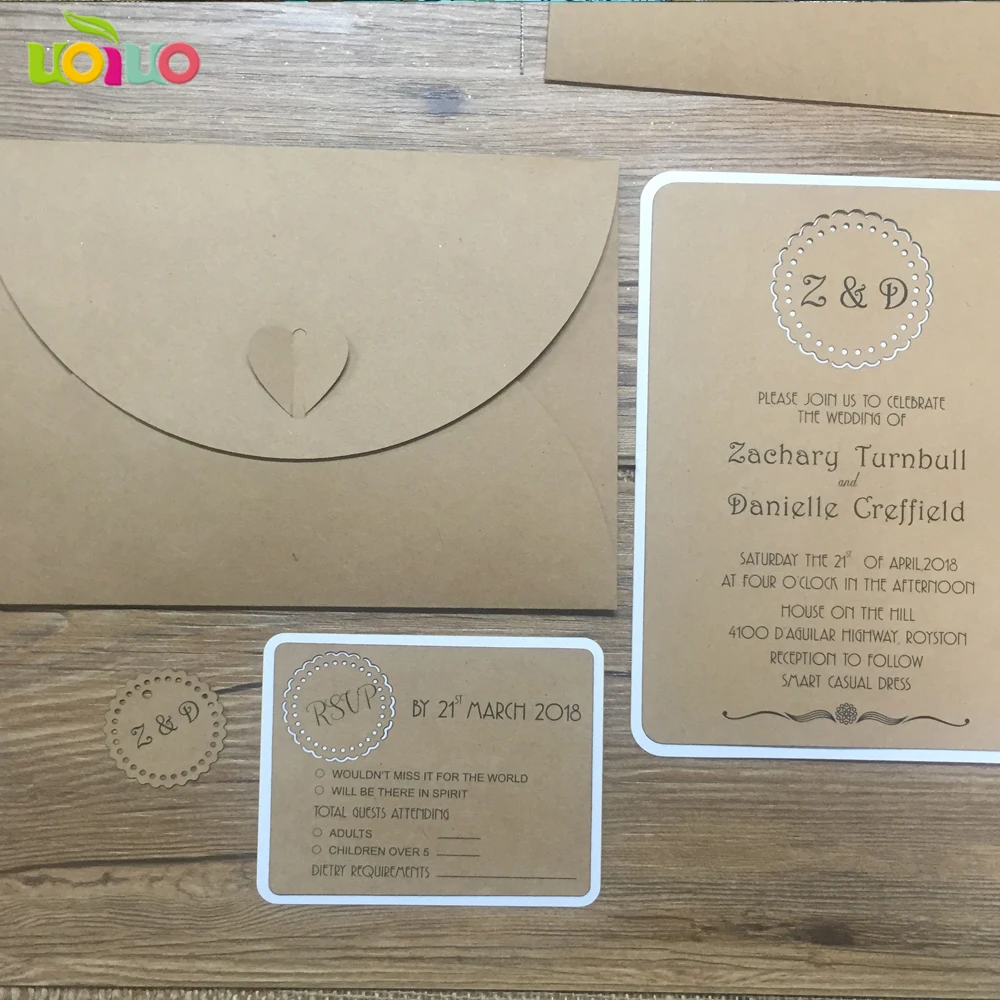 UOIUO
Z & D
PLEASE JOIN US TO CELEBRATE
THE WEDDING OF
Zachary Turnbull
and
Danielle Creffield
SATURDAY THE 21ST OF APRIL,2018
AT FOUR O'CLOCK IN THE AFTERNOON
HOUSE ON THE HILL
4100 D'AGUILAR HIGHWAY, ROYSTON
RECEPTION TO FOLLOW
SMART CASUAL DRESS
Z & D
RSVP BY 21ST MARCH 2018
WOULDN'T MISS IT FOR THE WORLD
WILL BE THERE IN SPIRIT
TOTAL GUESTS ATTENDING
ADULTS
CHILDREN OVER 5
DIETRY REQUIREMENTS